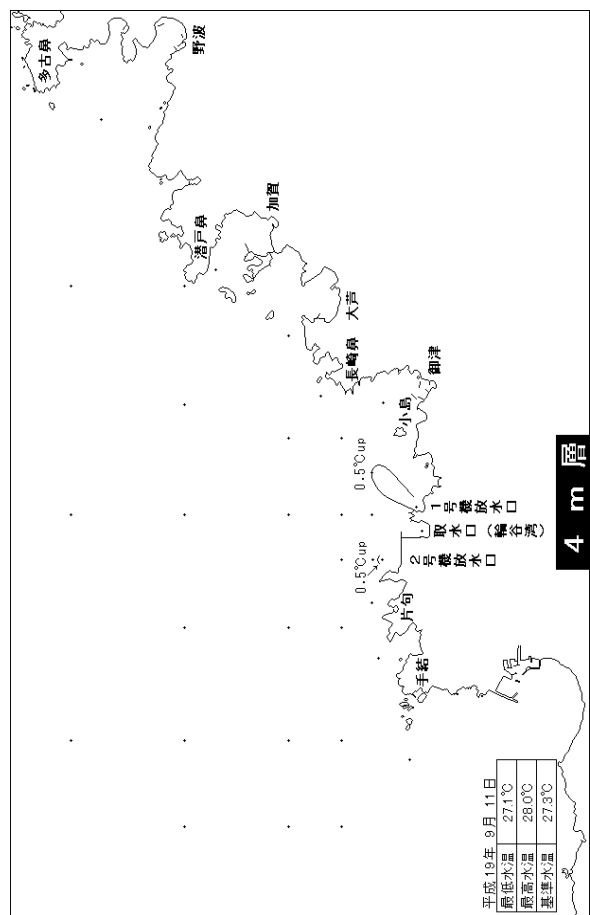 多古鼻
野波
加賀
潜戸鼻
大芦
長崎鼻
御津
小島
0.5℃up
1号機放水口
取水口（輪谷湾）
2号機放水口
0.5℃up
片句
手結
4m層
平成19年 9月 11日
最低水温 27.1℃
最高水温 28.0℃
基準水温 27.3℃